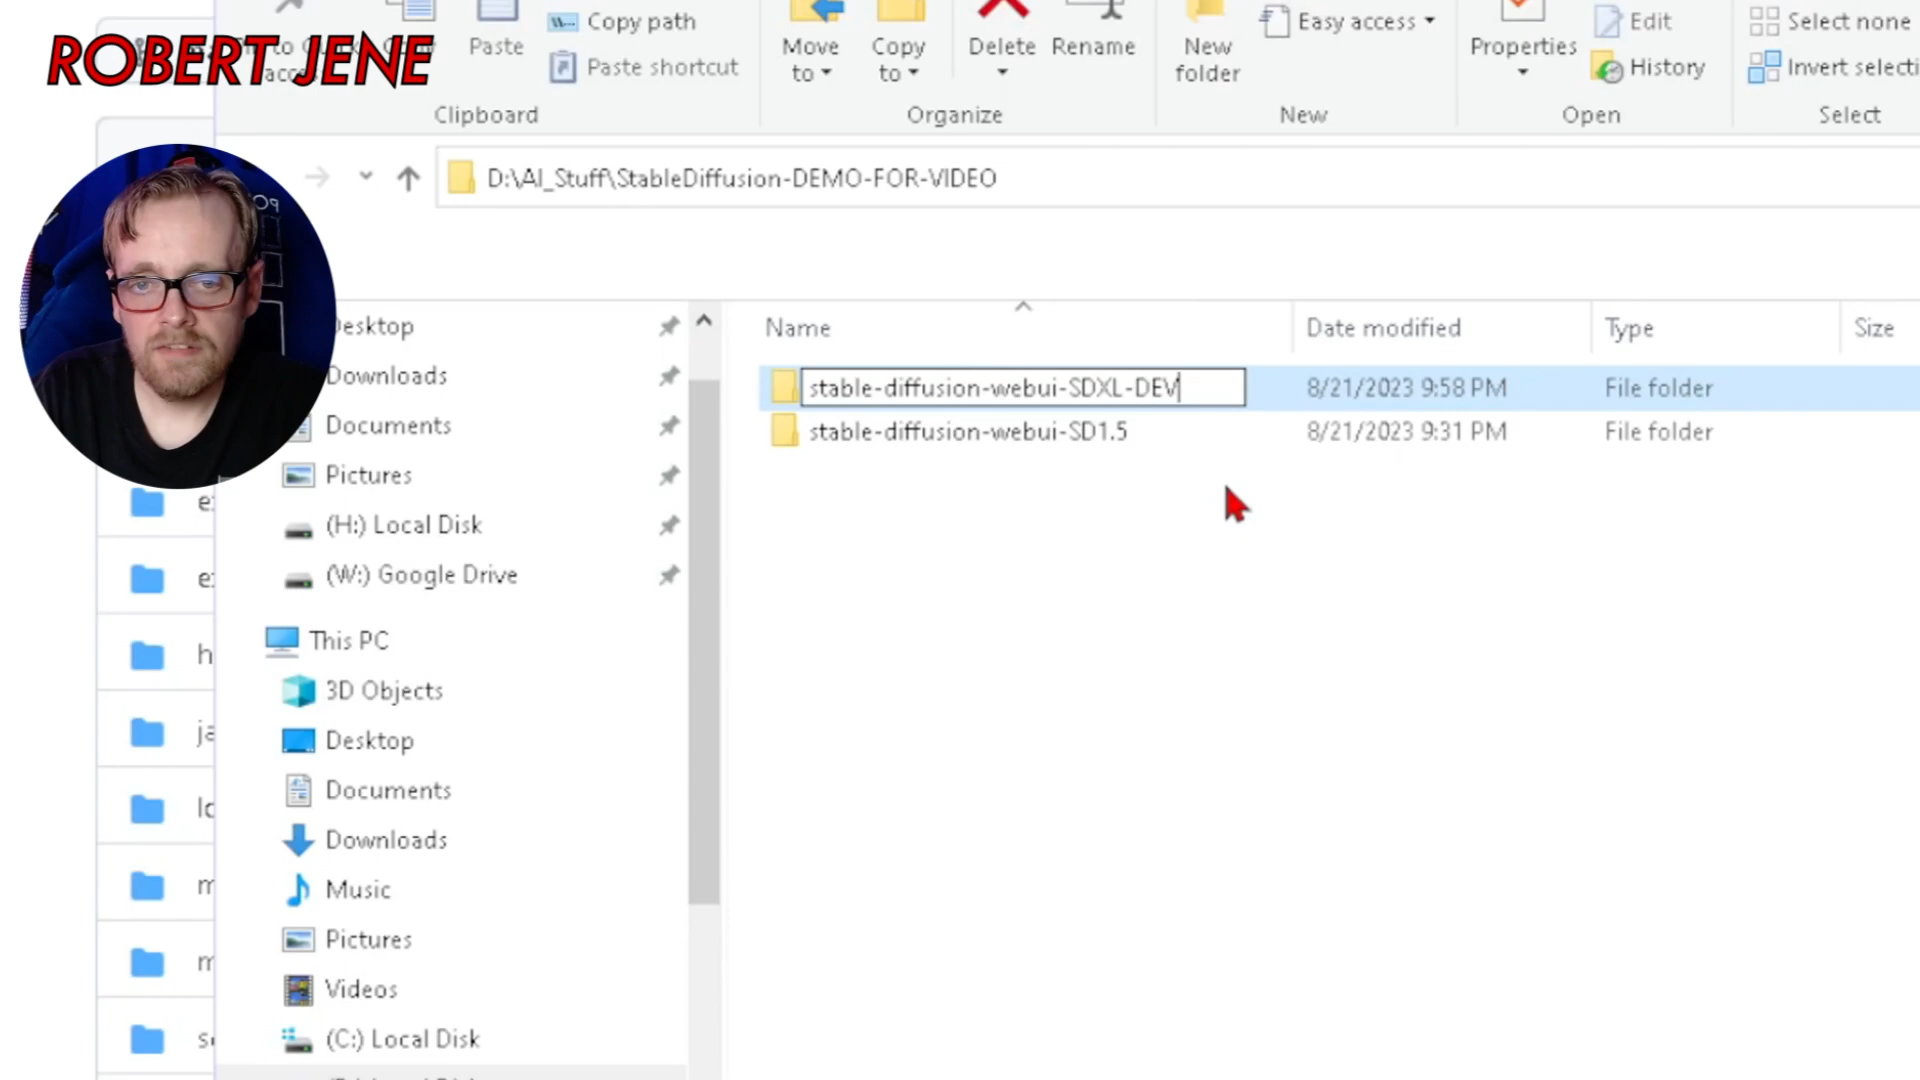 ROBERT JENE
Copy path
Paste
Paste shortcut
Clipboard
Move to
Copy to
Delete
Rename
Organize
New folder
Easy access
New
Properties
Edit
History
Open
Select none
Invert selecti
Select
D:\AI_Stuff\StableDiffusion-DEMO-FOR-VIDEO
Name
Date modified
Type
Size
stable-diffusion-webui-SDXL-DEV
8/21/2023 9:58 PM
File folder
stable-diffusion-webui-SD1.5
8/21/2023 9:31 PM
File folder
Desktop
Downloads
Documents
Pictures
(H:) Local Disk
(W:) Google Drive
This PC
3D Objects
Desktop
Documents
Downloads
Music
Pictures
Videos
(C:) Local Disk